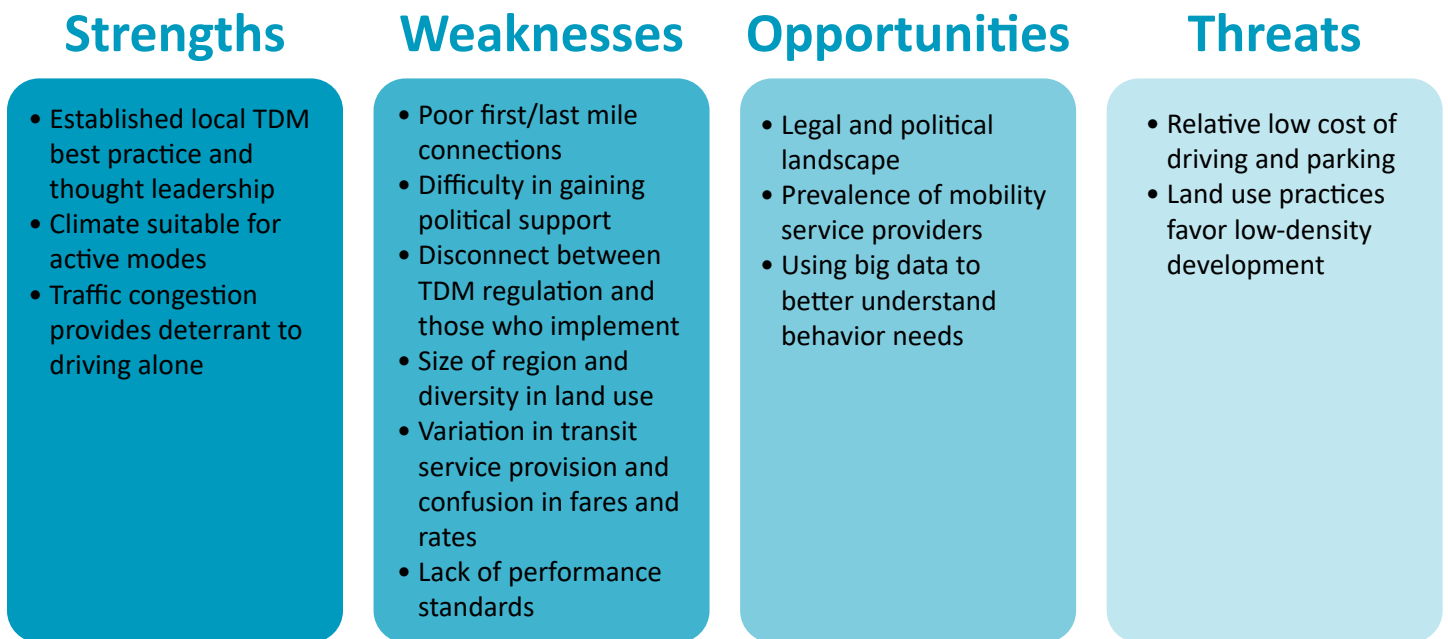 Strengths
• Established local TDM
best practice and
thought leadership
• Climate suitable for
active modes
• Traffic congestion
provides deterrant to
driving alone
Weaknesses
• Poor first/last mile
connections
• Difficulty in gaining
political support
• Disconnect between
TDM regulation and
those who implement
• Size of region and
diversity in land use
• Variation in transit
service provision and
confusion in fares and
rates
• Lack of performance
standards
Opportunities
• Legal and political
landscape
• Prevalence of mobility
service providers
• Using big data to
better understand
behavior needs
Threats
• Relative low cost of
driving and parking
• Land use practices
favor low-density
development